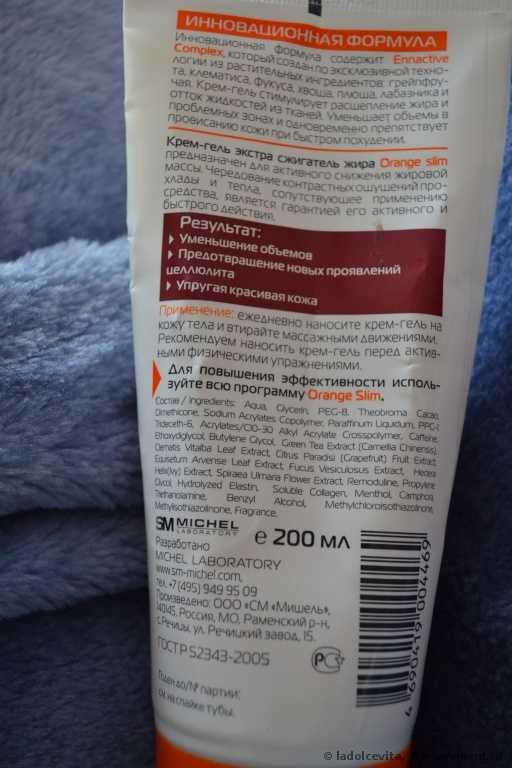 ИННОВАЦИОННАЯ ФОРМУЛА
Инновационная Формула содержит Ennactive
Complex, который создан по эксклюзивной техно-
логии из растительных ингредиентов: грейпфру-
та, клематиса, фукуса, хвоща, плюща, лабазника и
чая. Крем-гель стимулирует расщепление жира и
отток жидкостей из тканей. Уменьшает объемы в
проблемных зонах и одновременно препятствует
провисанию кожи при быстром похудении.
Крем-гель экстра сжигатель жира Orange slim
предназначен для активного снижения жировой
массы. Чередование контрастных ощущений про-
хлады и тепла, сопутствующее применению
средства, является гарантией его активного и
быстрого действия.
Результат:
Уменьшение объемов
Предотвращение новых проявлений
целлюлита
Упругая красивая кожа
Применение: ежедневно наносите крем-гель на
кожу тела и втирайте массажными движениями.
Рекомендуем наносить крем-гель перед актив-
ными физическими упражнениями.
Для повышения эффективности исполь-
зуйте всю программу Orange Slim.
Состав / Ingredients: Aqua, Glycerin, PEG-8, Theobroma Cacao,
Dimethicone, Sodium Acrylates Copolymer, Paraffinum Liquidum, PPG-1
Trideceth-6, Acrylates/C10-30 Alkyl Acrylate Crosspolymer, Caffeine,
Ethoxydiglycol, Butylene Glycol, Green Tea Extract (Camellia Chinensis),
Clematis Vitalba Leaf Extract, Citrus Paradisi (Grapefruit) Fruit Extract,
Equisetum Arvense Leaf Extract, Fucus Vesiculosus Extract, Hedera
Helix(Ivy) Extract, Spiraea Ulmaria Flower Extract, Remoduline, Propylene
Glycol, Hydrolyzed Elastin, Soluble Collagen, Menthol, Camphor,
Triethanolamine, Benzyl Alcohol, Methylchloroisothiazolinone,
Methylisothiazolinone, Fragrance.
SM MICHEL
LABORATORY
℮ 200 МЛ
Разработано
MICHEL LABORATORY
www.sm-michel.com,
тел. +7 (495) 949 95 09
Произведено: ООО «СМ «Мишель»,
140145, Россия, МО, Раменский р-н,
с Речицы, ул. Речицкий завод, 15.
ГОСТ Р 52343-2005
РСТ
Годен до/№ партии:
см. на спайке тубы.
4 690419 004469
© ladolcevita.